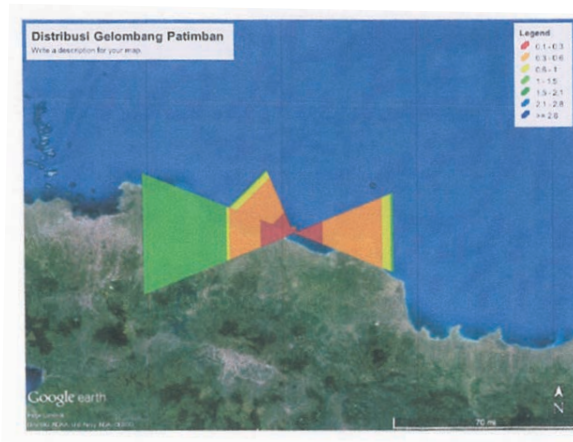 Distribusi Gelombang Patimban
Write a description for your map.
Legend
0.1 - 0.3
0.3 - 0.6
0.6 - 1
1 - 1.5
1.5 - 2.1
2.1 - 2.8
>= 2.8
Google earth
N
70 mi